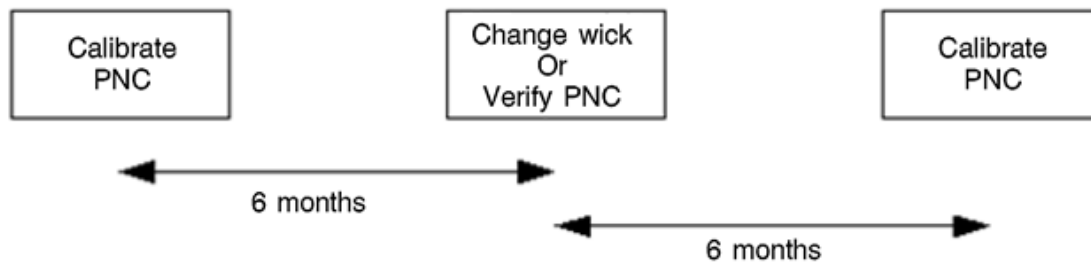 Calibrate
PNC
Change wick
Or
Verify PNC
Calibrate
PNC
6 months
6 months